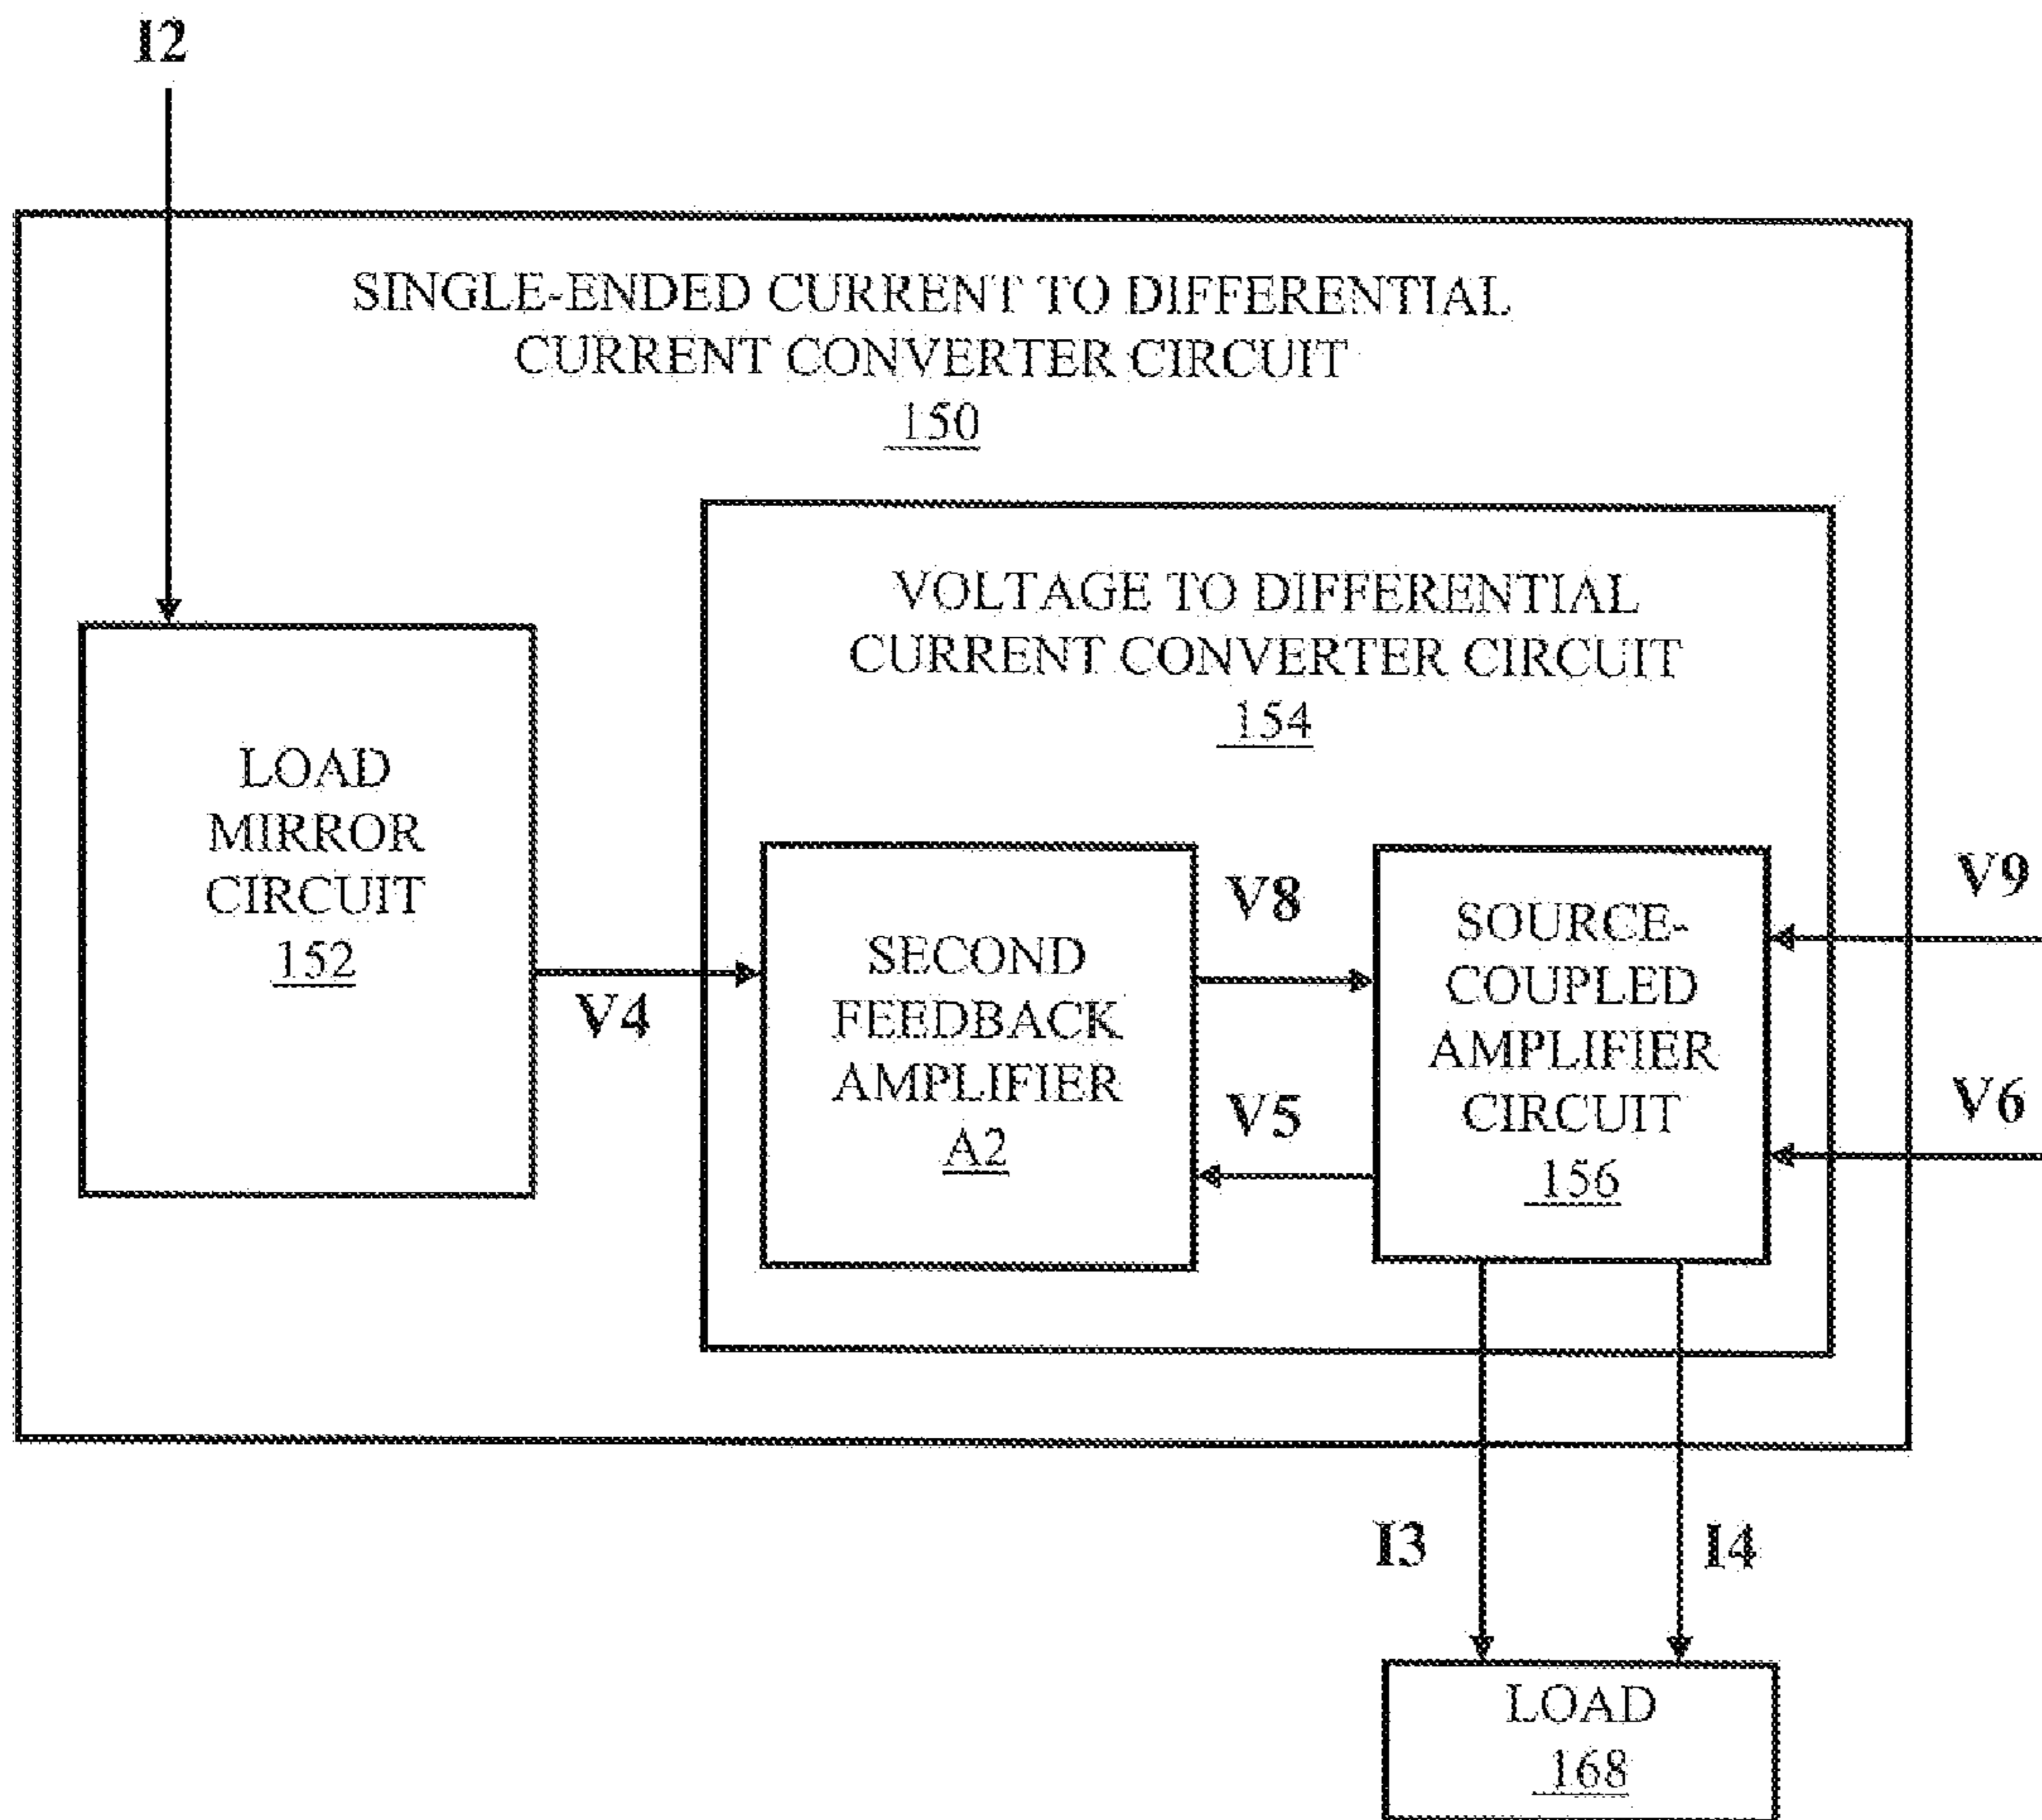 I2
SINGLE-ENDED CURRENT TO DIFFERENTIAL
CURRENT CONVERTER CIRCUIT
150
VOLTAGE TO DIFFERENTIAL
CURRENT CONVERTER CIRCUIT
154
LOAD
MIRROR
CIRCUIT
152
V4
SECOND
FEEDBACK
AMPLIFIER
A2
V8
V5
SOURCE-
COUPLED
AMPLIFIER
CIRCUIT
156
V9
V6
I3
I4
LOAD
168